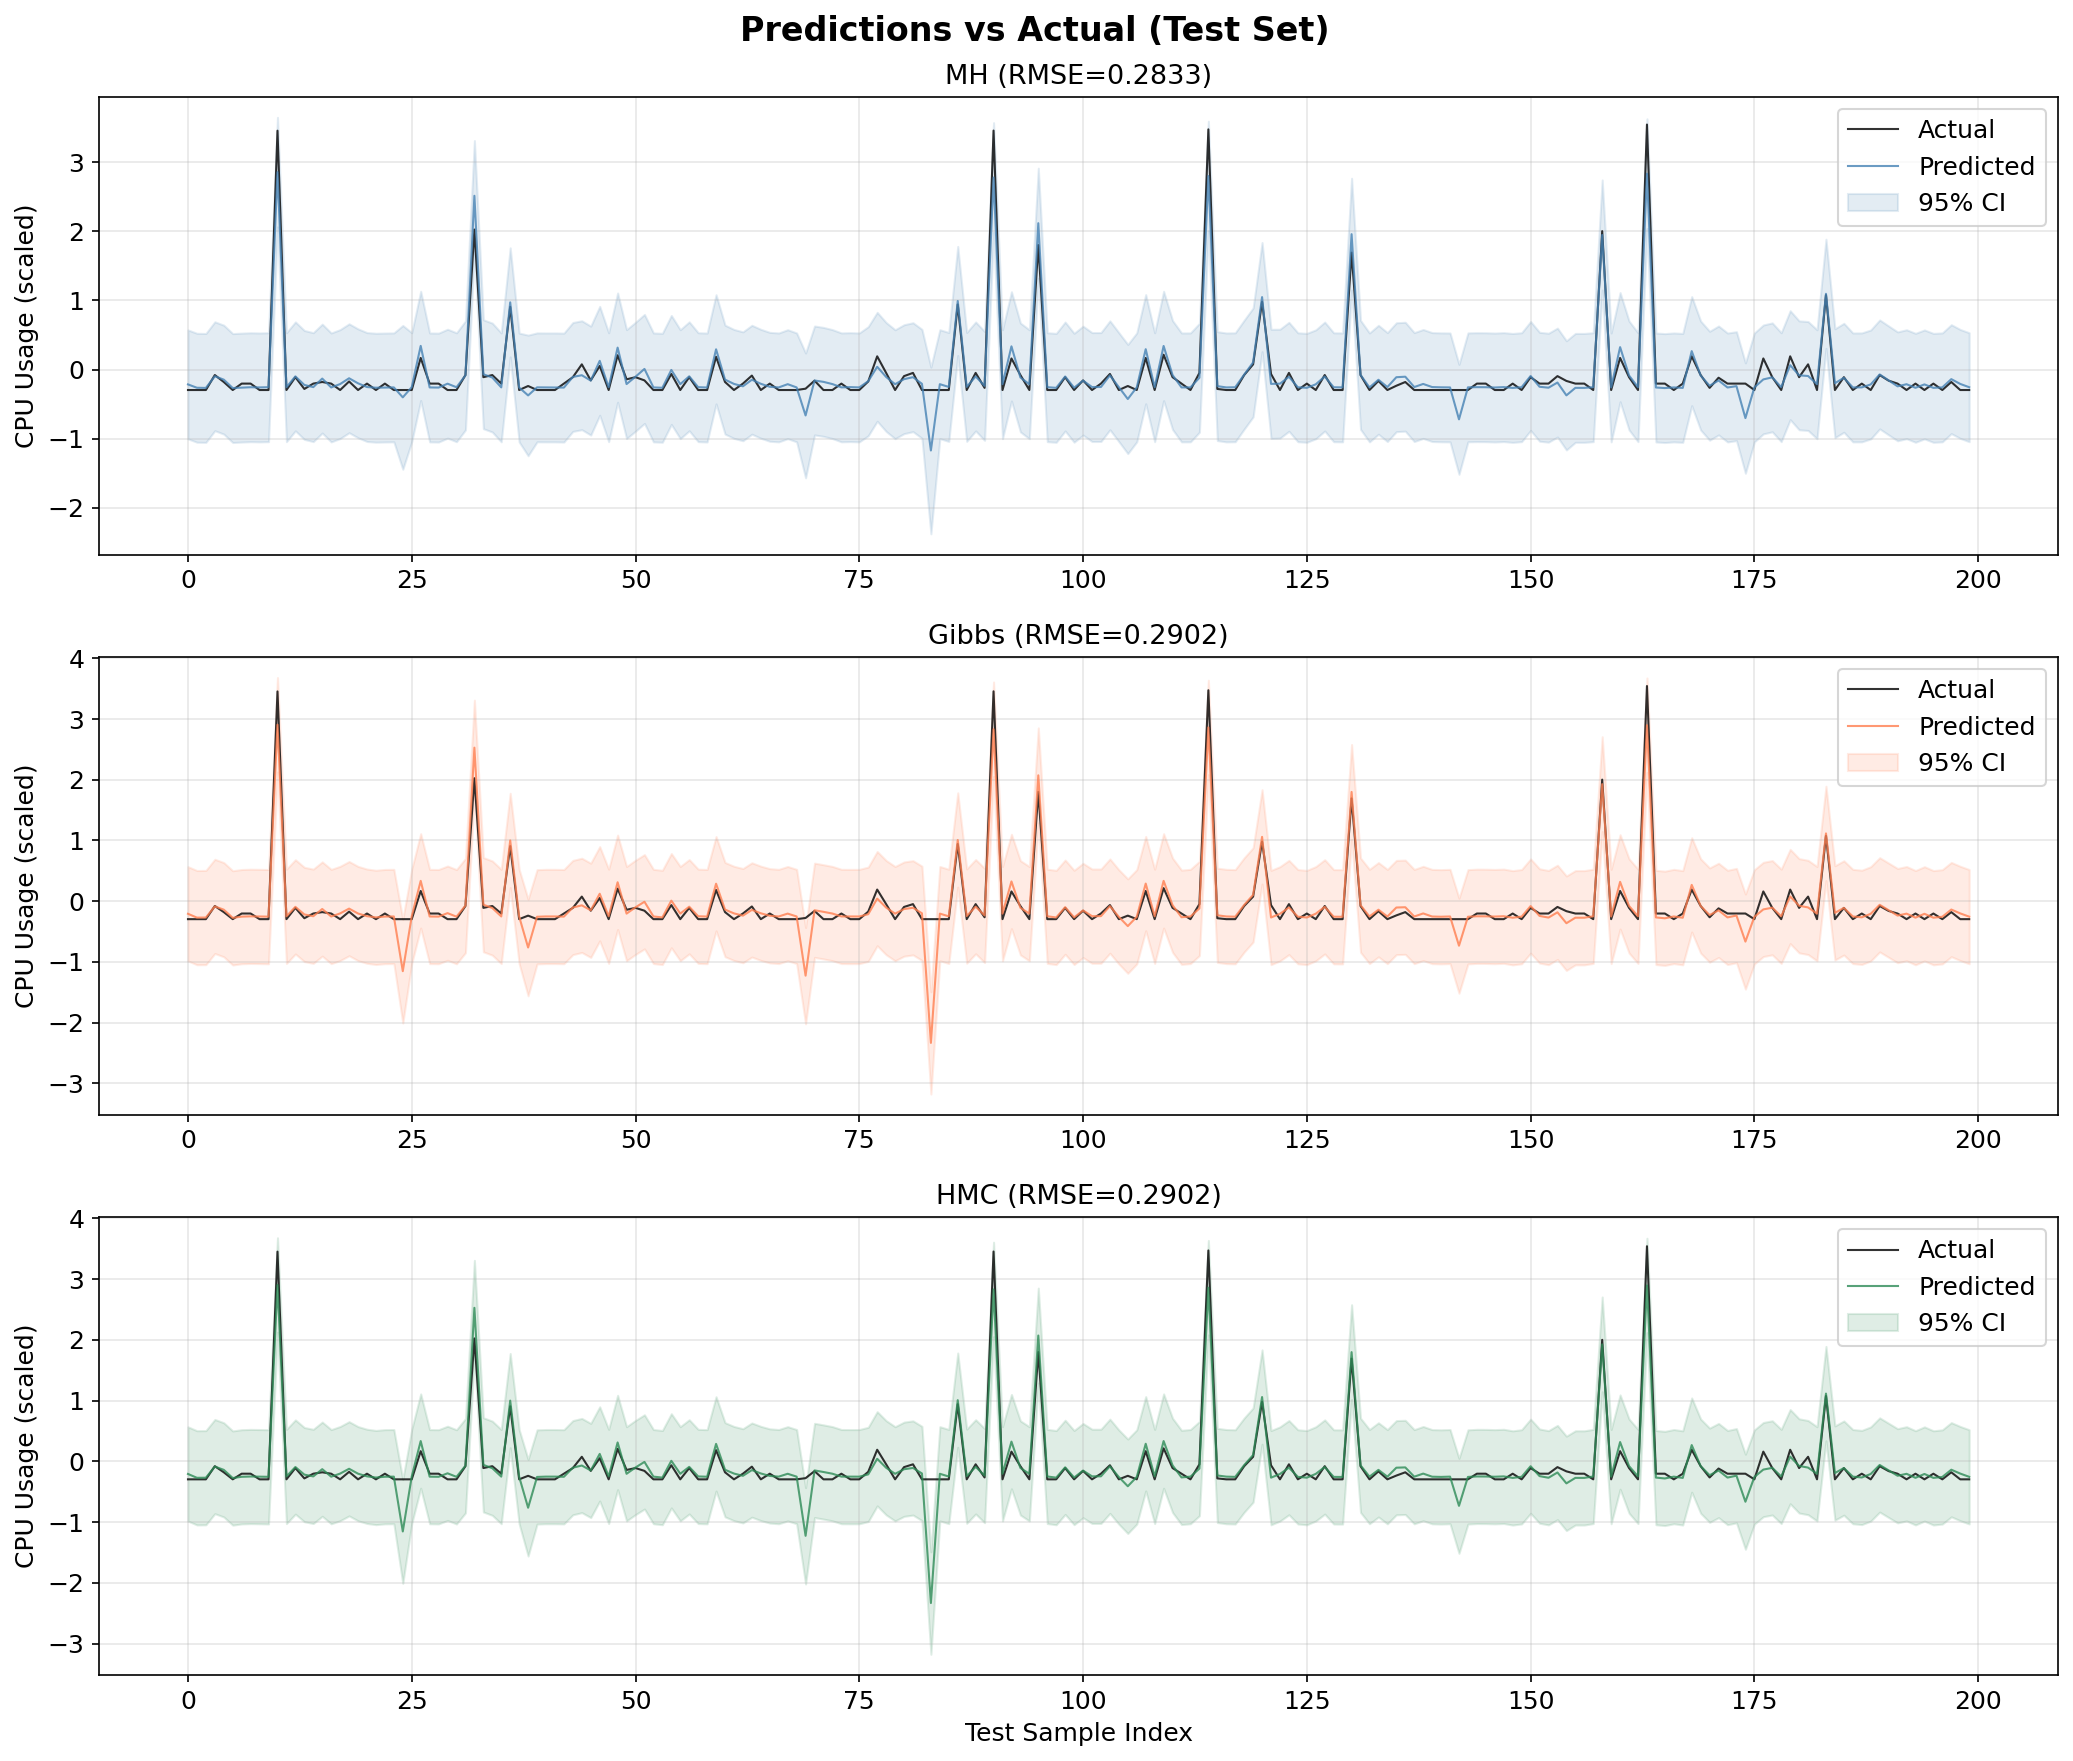 Predictions vs Actual (Test Set)
MH (RMSE=0.2833)
CPU Usage (scaled)
3
2
1
0
−1
−2
Actual
Predicted
95% CI
0 25 50 75 100 125 150 175 200
Gibbs (RMSE=0.2902)
CPU Usage (scaled)
4
3
2
1
0
−1
−2
−3
Actual
Predicted
95% CI
0 25 50 75 100 125 150 175 200
HMC (RMSE=0.2902)
CPU Usage (scaled)
4
3
2
1
0
−1
−2
−3
Actual
Predicted
95% CI
0 25 50 75 100 125 150 175 200
Test Sample Index